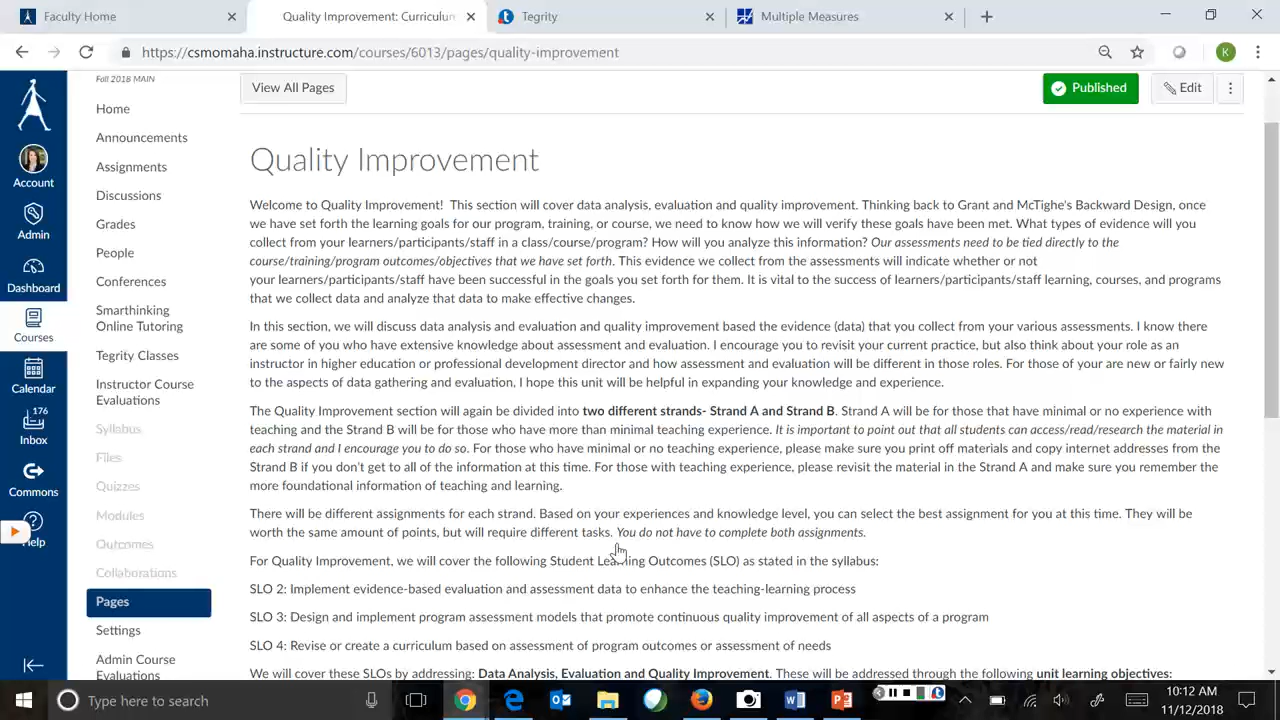 Faculty Home
Quality Improvement: Curriculum
Tegrity
Multiple Measures
https://csmomaha.instructure.com/courses/6013/pages/quality-improvement
K
Account
Admin
Dashboard
Courses
Calendar
176
Inbox
Commons
Help
Fall 2018 MAIN
Home
Announcements
Assignments
Discussions
Grades
People
Conferences
Smarthinking
Online Tutoring
Tegrity Classes
Instructor Course
Evaluations
Syllabus
Files
Quizzes
Modules
Outcomes
Collaborations
Pages
Settings
Admin Course
Evaluations
View All Pages
Published
Edit
Quality Improvement
Welcome to Quality Improvement! This section will cover data analysis, evaluation and quality improvement. Thinking back to Grant and McTighe's Backward Design, once
we have set forth the learning goals for our program, training, or course, we need to know how we will verify these goals have been met. What types of evidence will you
collect from your learners/participants/staff in a class/course/program? How will you analyze this information? Our assessments need to be tied directly to the
course/training/program outcomes/objectives that we have set forth. This evidence we collect from the assessments will indicate whether or not
your learners/participants/staff have been successful in the goals you set forth for them. It is vital to the success of learners/participants/staff learning, courses, and programs
that we collect data and analyze that data to make effective changes.
In this section, we will discuss data analysis and evaluation and quality improvement based the evidence (data) that you collect from your various assessments. I know there
are some of you who have extensive knowledge about assessment and evaluation. I encourage you to revisit your current practice, but also think about your role as an
instructor in higher education or professional development director and how assessment and evaluation will be different in those roles. For those of your are new or fairly new
to the aspects of data gathering and evaluation, I hope this unit will be helpful in expanding your knowledge and experience.
The Quality Improvement section will again be divided into two different strands- Strand A and Strand B. Strand A will be for those that have minimal or no experience with
teaching and the Strand B will be for those who have more than minimal teaching experience. It is important to point out that all students can access/read/research the material in
each strand and I encourage you to do so. For those who have minimal or no teaching experience, please make sure you print off materials and copy internet addresses from the
Strand B if you don't get to all of the information at this time. For those with teaching experience, please revisit the material in the Strand A and make sure you remember the
more foundational information of teaching and learning.
There will be different assignments for each strand. Based on your experiences and knowledge level, you can select the best assignment for you at this time. They will be
worth the same amount of points, but will require different tasks. You do not have to complete both assignments.
For Quality Improvement, we will cover the following Student Learning Outcomes (SLO) as stated in the syllabus:
SLO 2: Implement evidence-based evaluation and assessment data to enhance the teaching-learning process
SLO 3: Design and implement program assessment models that promote continuous quality improvement of all aspects of a program
SLO 4: Revise or create a curriculum based on assessment of program outcomes or assessment of needs
We will cover these SLOs by addressing: Data Analysis, Evaluation and Quality Improvement. These will be addressed through the following unit learning objectives:
Type here to search
10:12 AM
11/12/2018